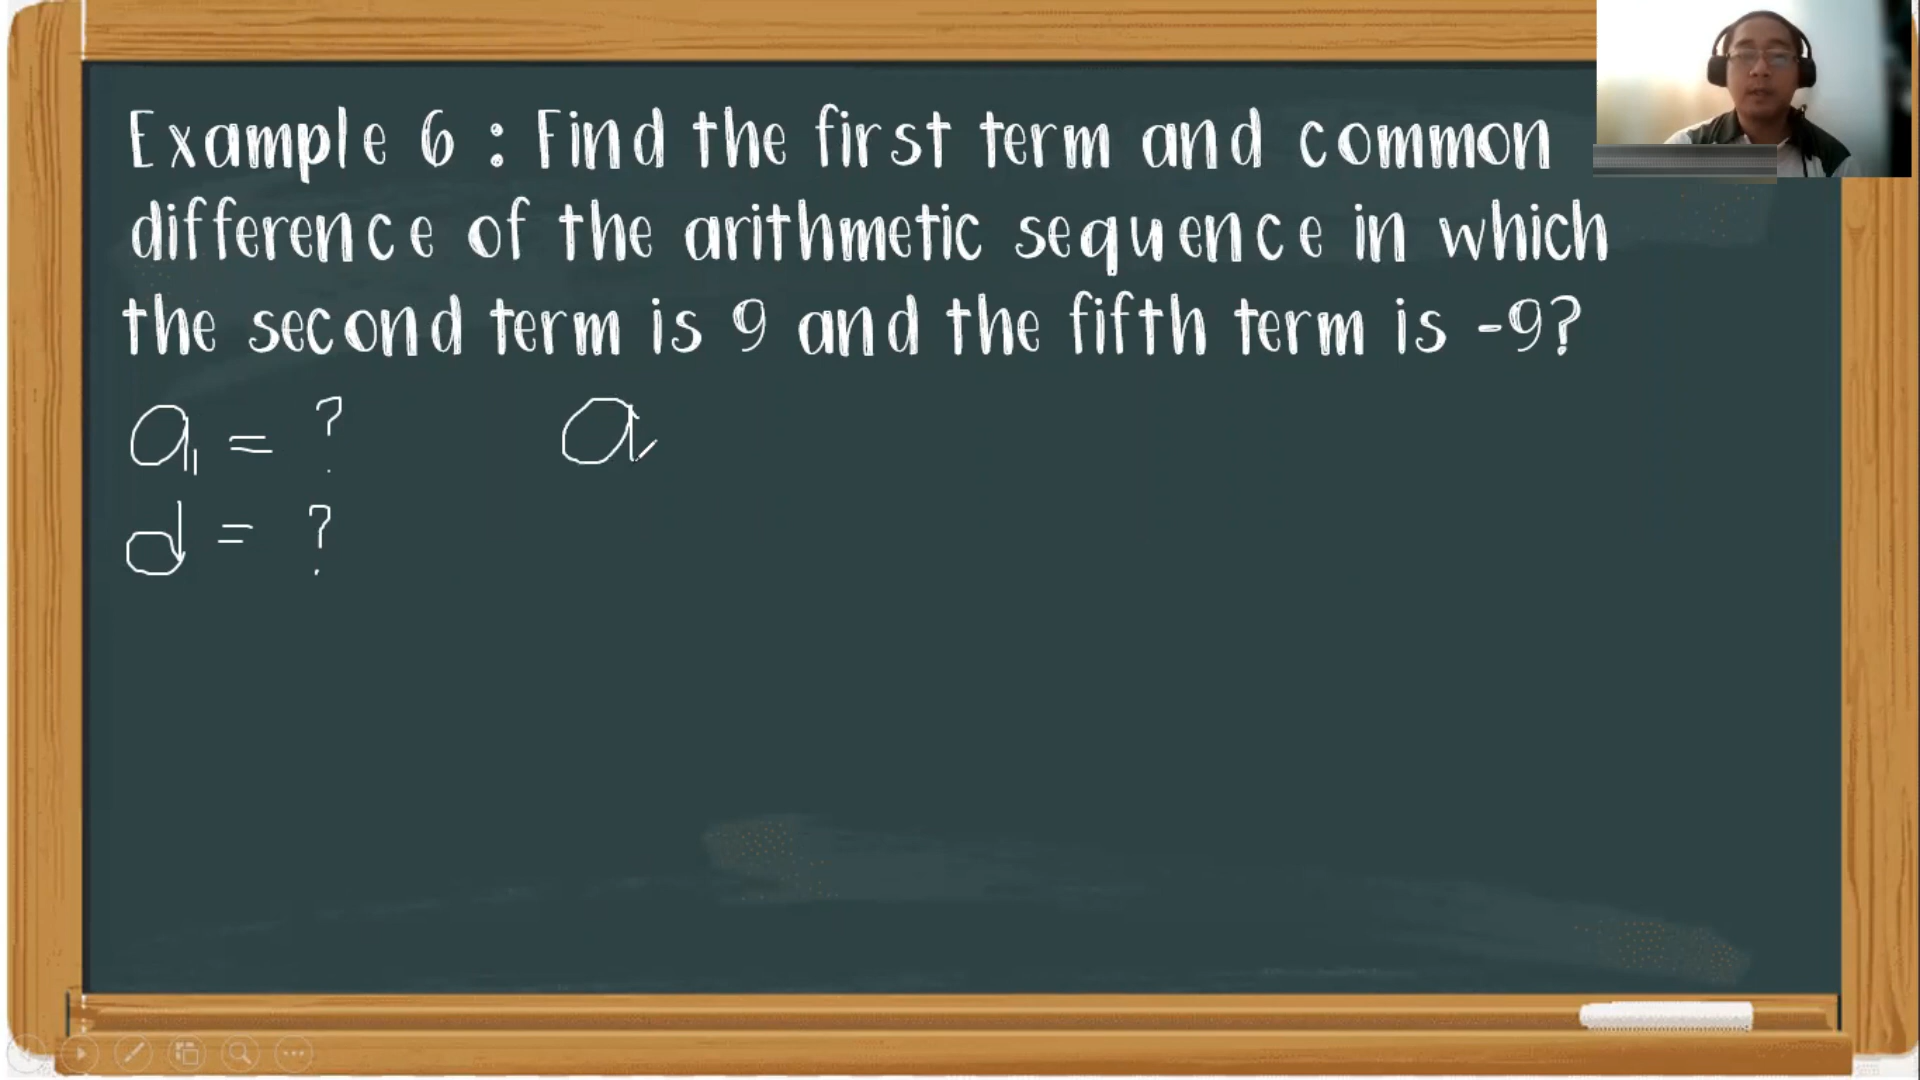 Example 6 : Find the first term and common
difference of the arithmetic sequence in which
the second term is 9 and the fifth term is -9?
a₁ = ?
a
d = ?